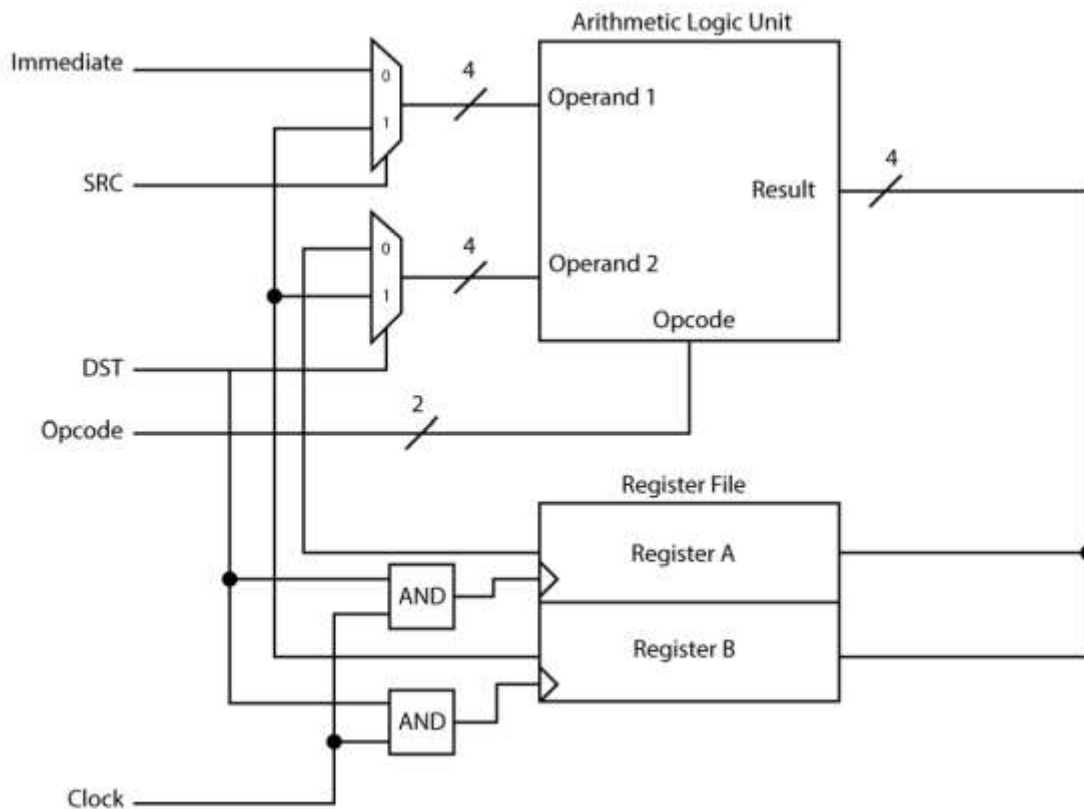 Arithmetic Logic Unit
Immediate
0
4
Operand 1
1
SRC
4
Result
0
4
Operand 2
1
Opcode
DST
2
Opcode
Register File
Register A
AND
Register B
AND
Clock